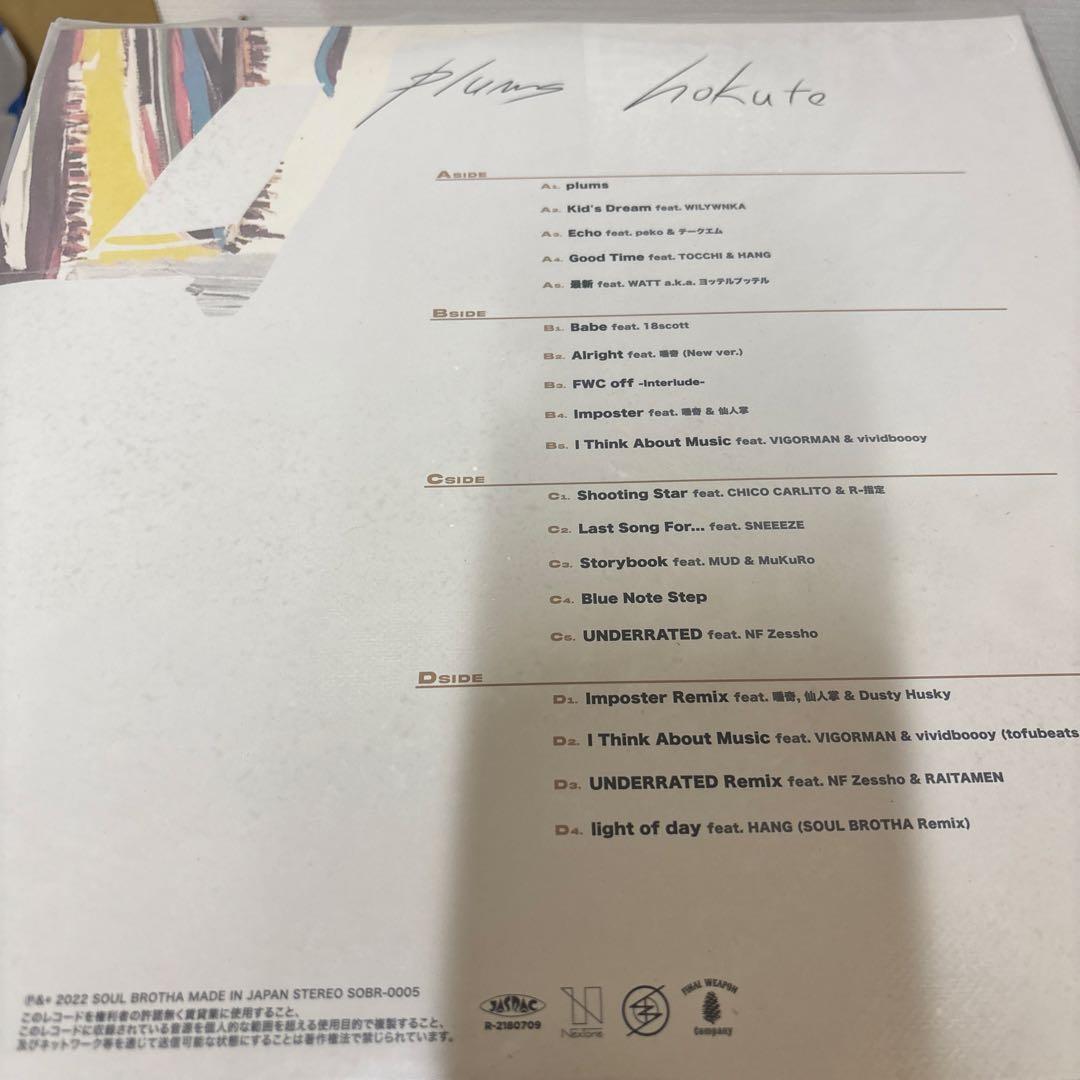 plums hokuto
A SIDE
A1. plums
A2. Kid's Dream feat. WILYWNKA
A3. Echo feat. peko & テークエム
A4. Good Time feat. TOCCHI & HANG
A5. 最新 feat. WATT a.k.a. ヨッテルブッテル
B SIDE
B1. Babe feat. 18scott
B2. Alright feat. 唾奇 (New ver.)
B3. FWC off -Interlude-
B4. Imposter feat. 唾奇 & 仙人掌
B5. I Think About Music feat. VIGORMAN & vividboooy
C SIDE
C1. Shooting Star feat. CHICO CARLITO & R-指定
C2. Last Song For... feat. SNEEEZE
C3. Storybook feat. MUD & MuKuRo
C4. Blue Note Step
C5. UNDERRATED feat. NF Zessho
D SIDE
D1. Imposter Remix feat. 唾奇, 仙人掌 & Dusty Husky
D2. I Think About Music feat. VIGORMAN & vividboooy (tofubeats
D3. UNDERRATED Remix feat. NF Zessho & RAITAMEN
D4. light of day feat. HANG (SOUL BROTHA Remix)
℗&© 2022 SOUL BROTHA MADE IN JAPAN STEREO SOBR-0005
このレコードを権利者の許諾無く賃貸業に使用すること、
このレコードに収録されている音源を個人的な範囲を超える使用目的で複製すること、
及びネットワーク等を通じて送信可能な状態にすることは著作権法で禁じられています。
JASRAC
R-2180709
NexTone
FINAL WEAPON
Company